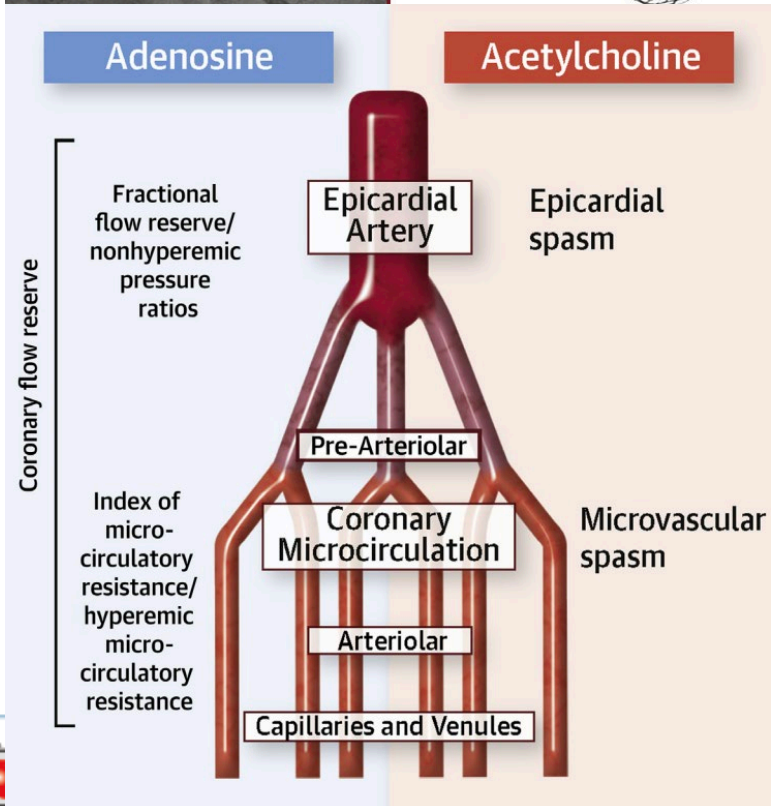 Adenosine
Acetylcholine
Coronary flow reserve
Fractional
flow reserve/
nonhyperemic
pressure
ratios
Epicardial
Artery
Epicardial
spasm
Pre-Arteriolar
Index of
micro-
circulatory
resistance/
hyperemic
micro-
circulatory
resistance
Coronary
Microcirculation
Microvascular
spasm
Arteriolar
Capillaries and Venules